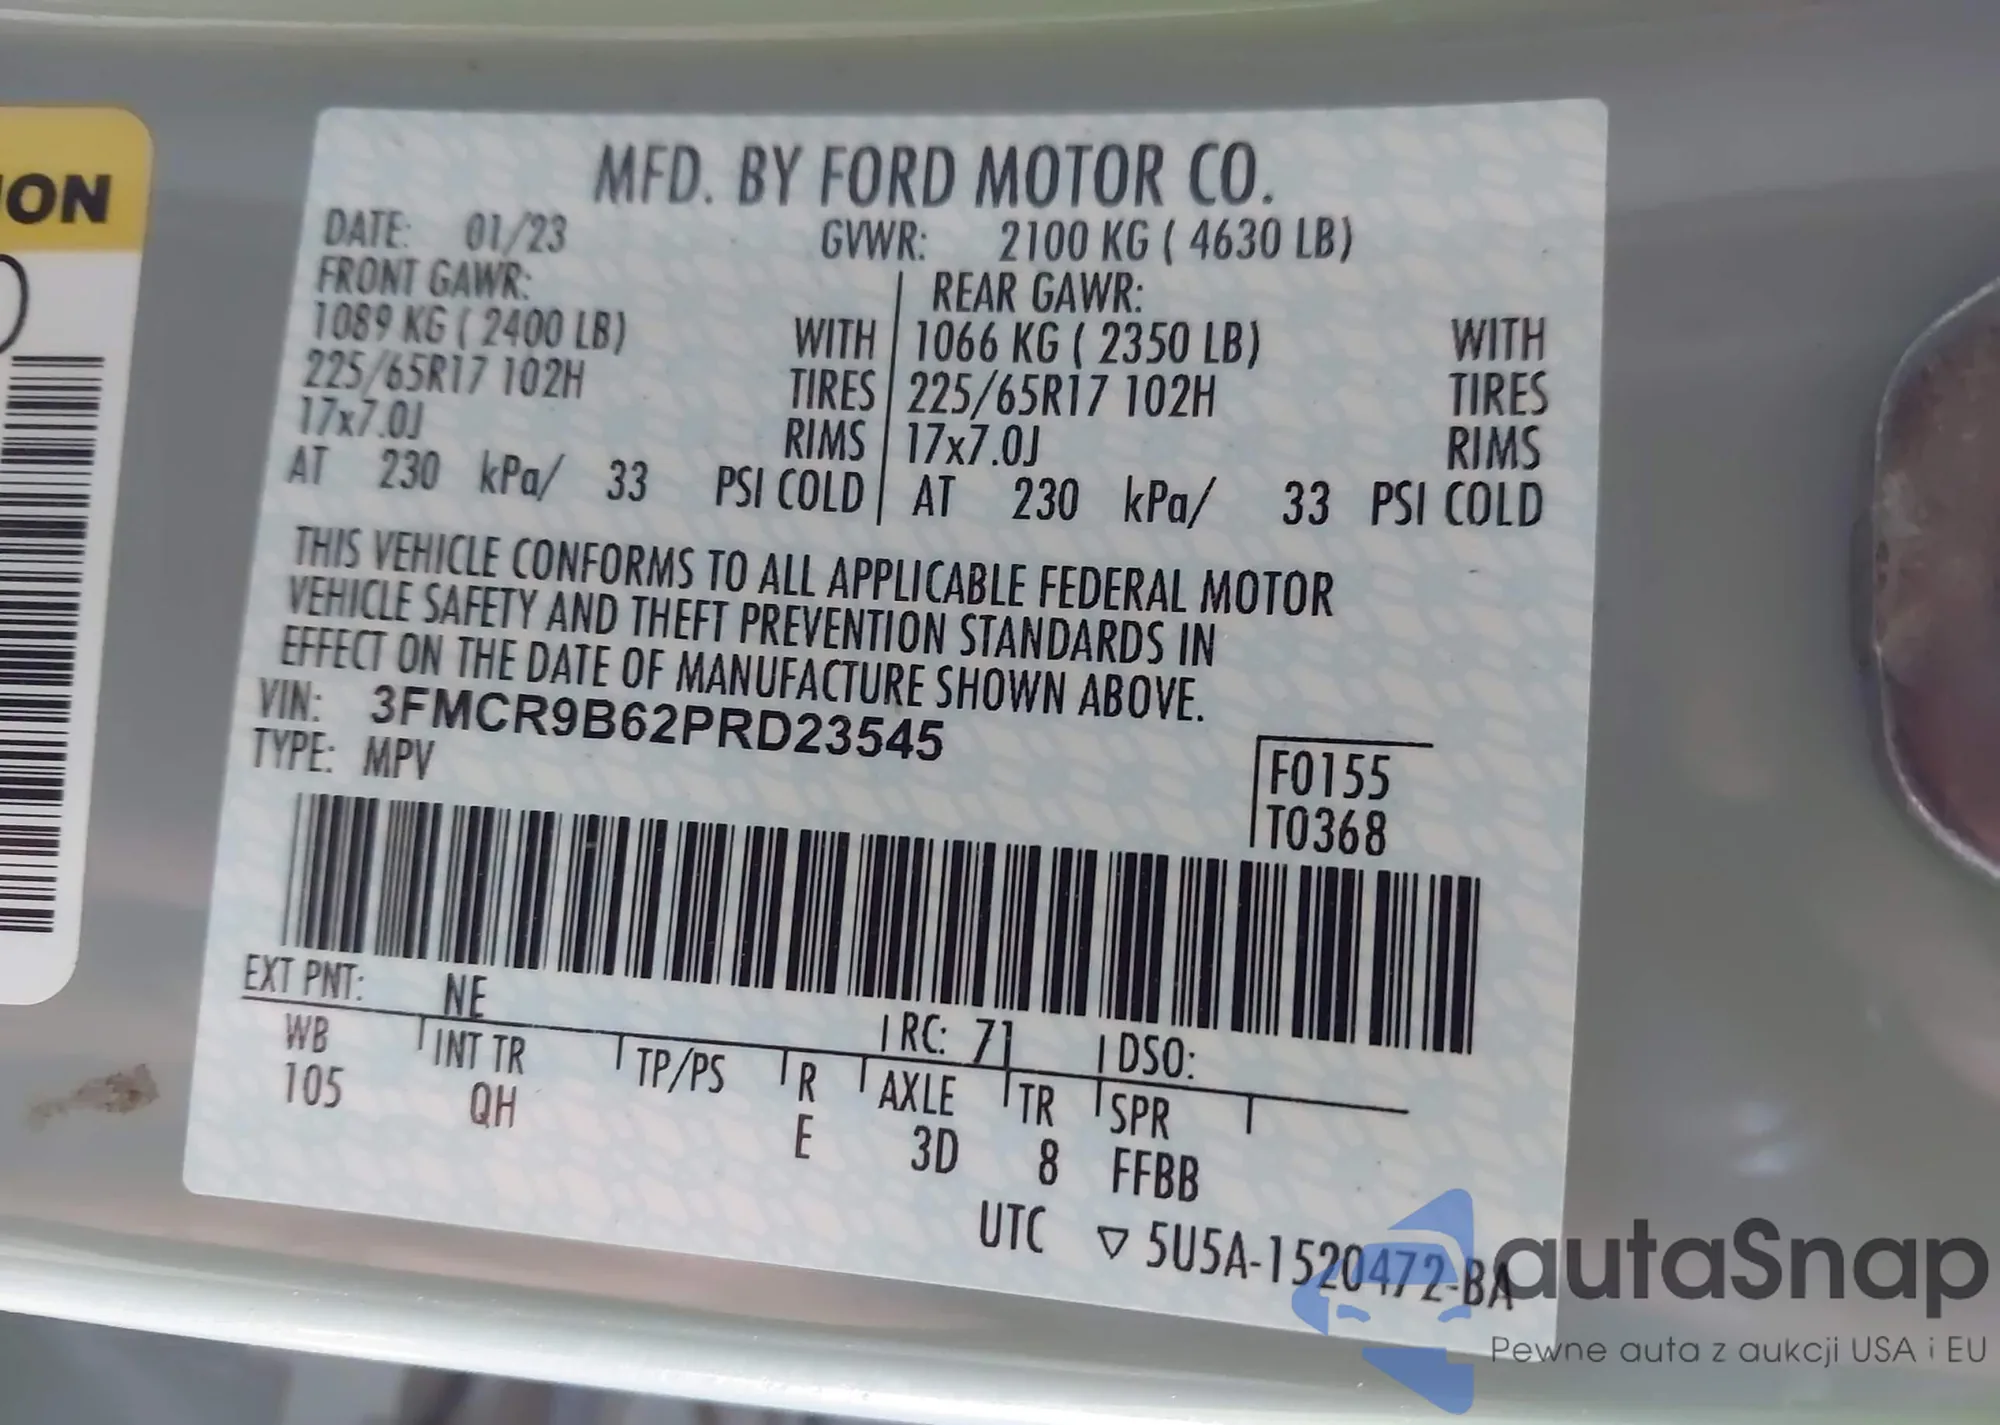 ION
MFD. BY FORD MOTOR CO.
DATE: 01/23 GVWR: 2100 KG ( 4630 LB)
FRONT GAWR: REAR GAWR:
1089 KG ( 2400 LB) WITH 1066 KG ( 2350 LB) WITH
225/65R17 102H TIRES 225/65R17 102H TIRES
17x7.0J RIMS 17x7.0J RIMS
AT 230 kPa/ 33 PSI COLD AT 230 kPa/ 33 PSI COLD
THIS VEHICLE CONFORMS TO ALL APPLICABLE FEDERAL MOTOR
VEHICLE SAFETY AND THEFT PREVENTION STANDARDS IN
EFFECT ON THE DATE OF MANUFACTURE SHOWN ABOVE.
VIN: 3FMCR9B62PRD23545
TYPE: MPV
F0155
T0368
EXT PNT: NE RC: 71 DSO:
WB INT TR TP/PS R AXLE TR SPR
105 QH E 3D 8 FFBB
UTC ▽ 5U5A-1520472-BA
autaSnap
Pewne auta z aukcji USA i EU